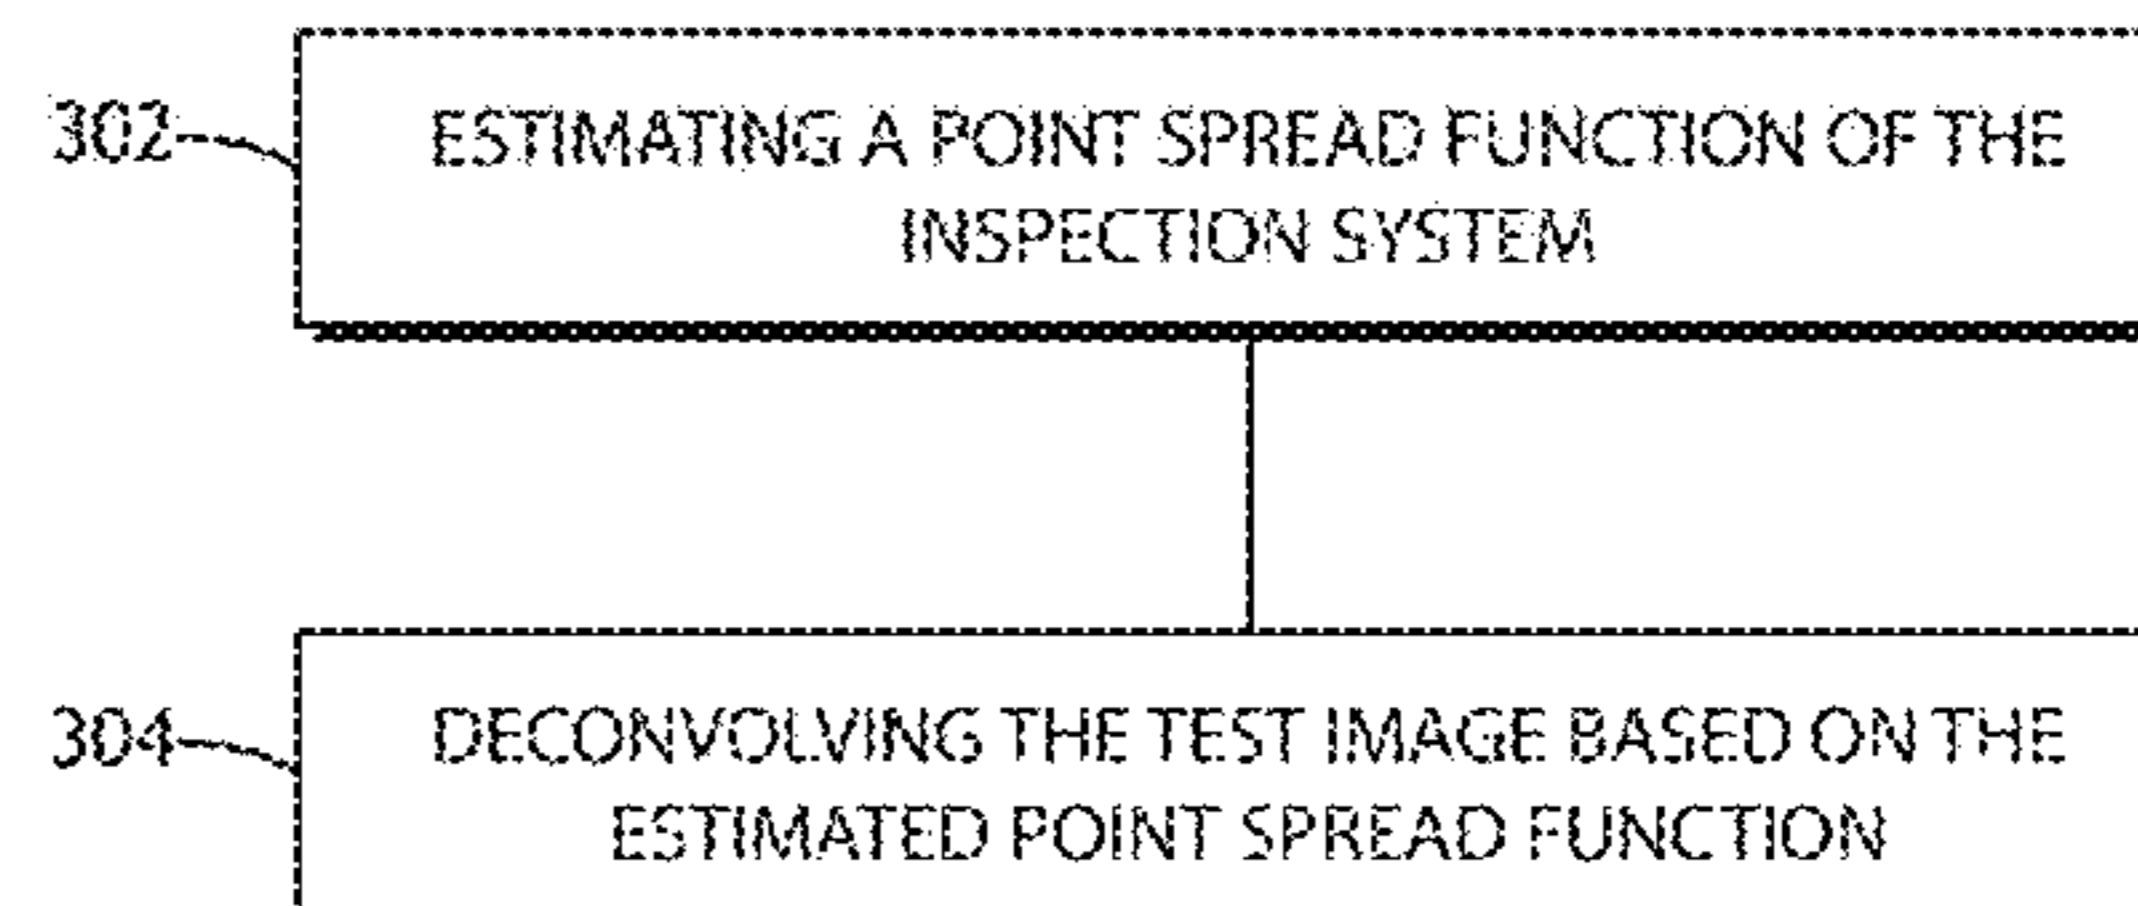 302
ESTIMATING A POINT SPREAD FUNCTION OF THE
INSPECTION SYSTEM
304
DECONVOLVING THE TEST IMAGE BASED ON THE
ESTIMATED POINT SPREAD FUNCTION